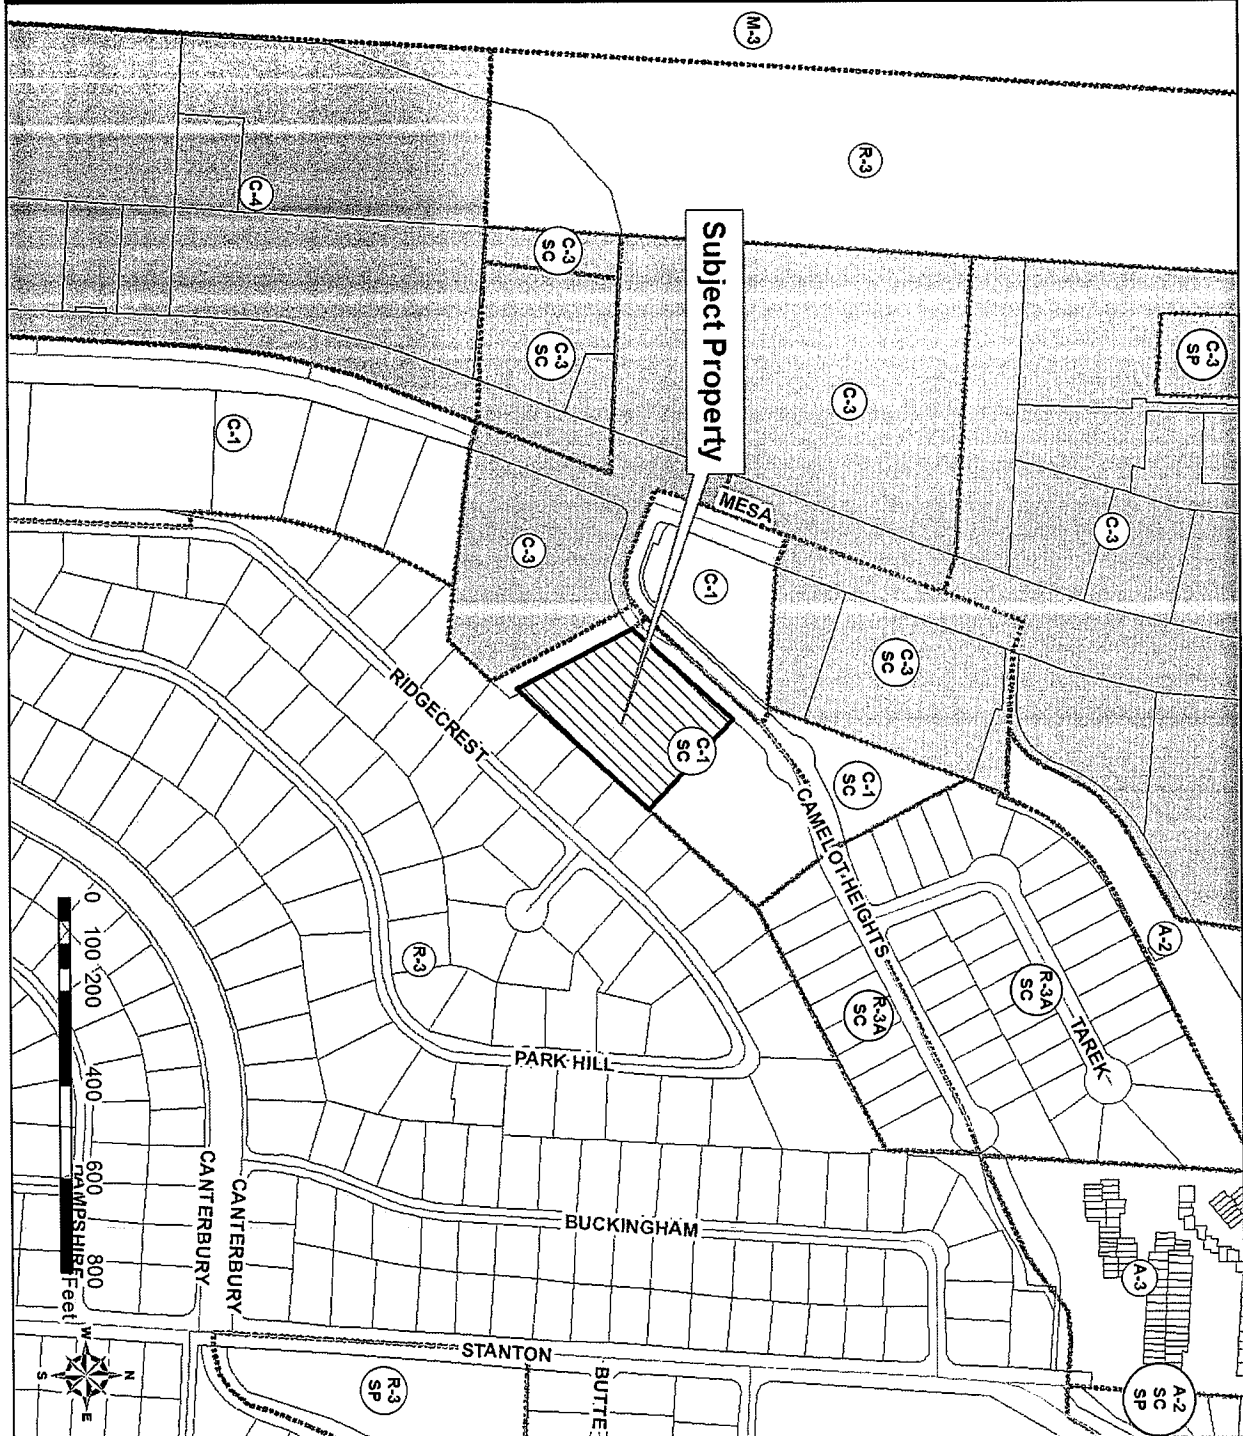 M-3
R-3
C-4
C-3
SC
C-3
SC
Subject Property
C-3
C-3
SP
C-3
C-1
C-3
MESA
C-1
C-3
SC
C-1
SC
C-1
SC
RIDGECREST
CAMELOT HEIGHTS
A-2
R-3A
SC
R-3A
SC
TAREK
R-3
PARK HILL
BUCKINGHAM
CANTERBURY
CANTERBURY
HAMPSHIRE
STANTON
BUTTE
R-3
SP
A-3
A-2
SC
SP
0 100 200 400 600 800
Feet
N
W
E
S